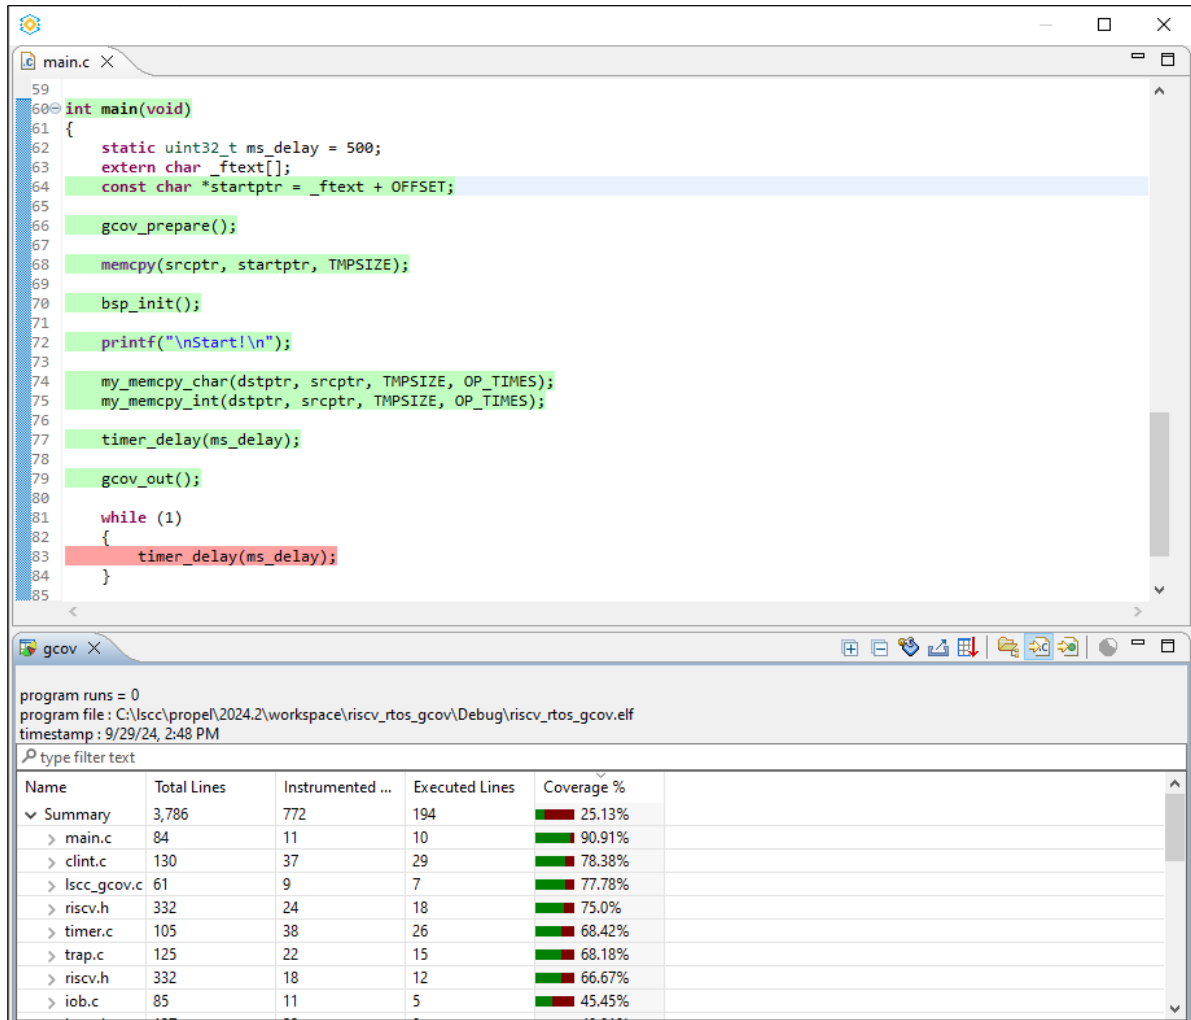 main.c
59
60 int main(void)
61 {
62 static uint32_t ms_delay = 500;
63 extern char _ftext[];
64 const char *startptr = _ftext + OFFSET;
65
66 gcov_prepare();
67
68 memcpy(srcptr, startptr, TMPSIZE);
69
70 bsp_init();
71
72 printf("\nStart!\n");
73
74 my_memcpy_char(dstptr, srcptr, TMPSIZE, OP_TIMES);
75 my_memcpy_int(dstptr, srcptr, TMPSIZE, OP_TIMES);
76
77 timer_delay(ms_delay);
78
79 gcov_out();
80
81 while (1)
82 {
83 timer_delay(ms_delay);
84 }
85
gcov
program runs = 0
program file : C:\lscc\propel\2024.2\workspace\riscv_rtos_gcov\Debug\riscv_rtos_gcov.elf
timestamp : 9/29/24, 2:48 PM
type filter text
Name Total Lines Instrumented ... Executed Lines Coverage %
Summary 3,786 772 194 25.13%
main.c 84 11 10 90.91%
clint.c 130 37 29 78.38%
lscc_gcov.c 61 9 7 77.78%
riscv.h 332 24 18 75.0%
timer.c 105 38 26 68.42%
trap.c 125 22 15 68.18%
riscv.h 332 18 12 66.67%
iob.c 85 11 5 45.45%